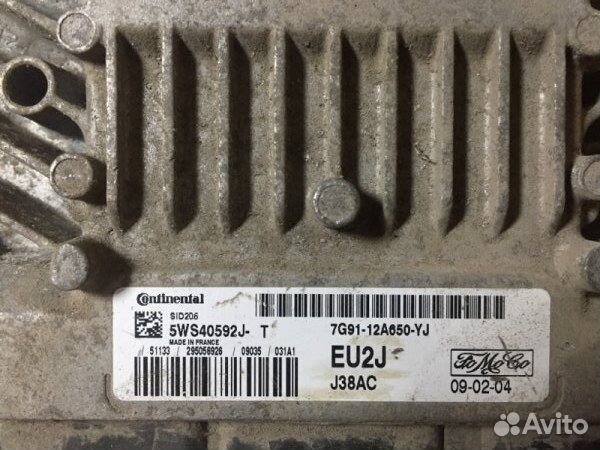 Continental
SID206
5WS40592J- T
MADE IN FRANCE
/ 51133 / 295056926 / 09035 / 031A1
7G91-12A650-YJ
EU2J
J38AC
FoMoCo
09-02-04
Avito